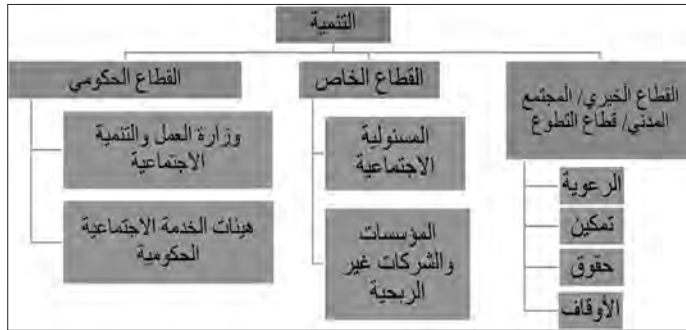 التنمية
القطاع الخيري/ المجتمع
المدني/ قطاع التطوع
الرعوية
تمكين
حقوق
الأوقاف
القطاع الخاص
المسئولية
الاجتماعية
المؤسسات
والشركات غير
الربحية
القطاع الحكومي
وزارة العمل والتنمية
الاجتماعية
هيئات الخدمة الاجتماعية
الحكومية